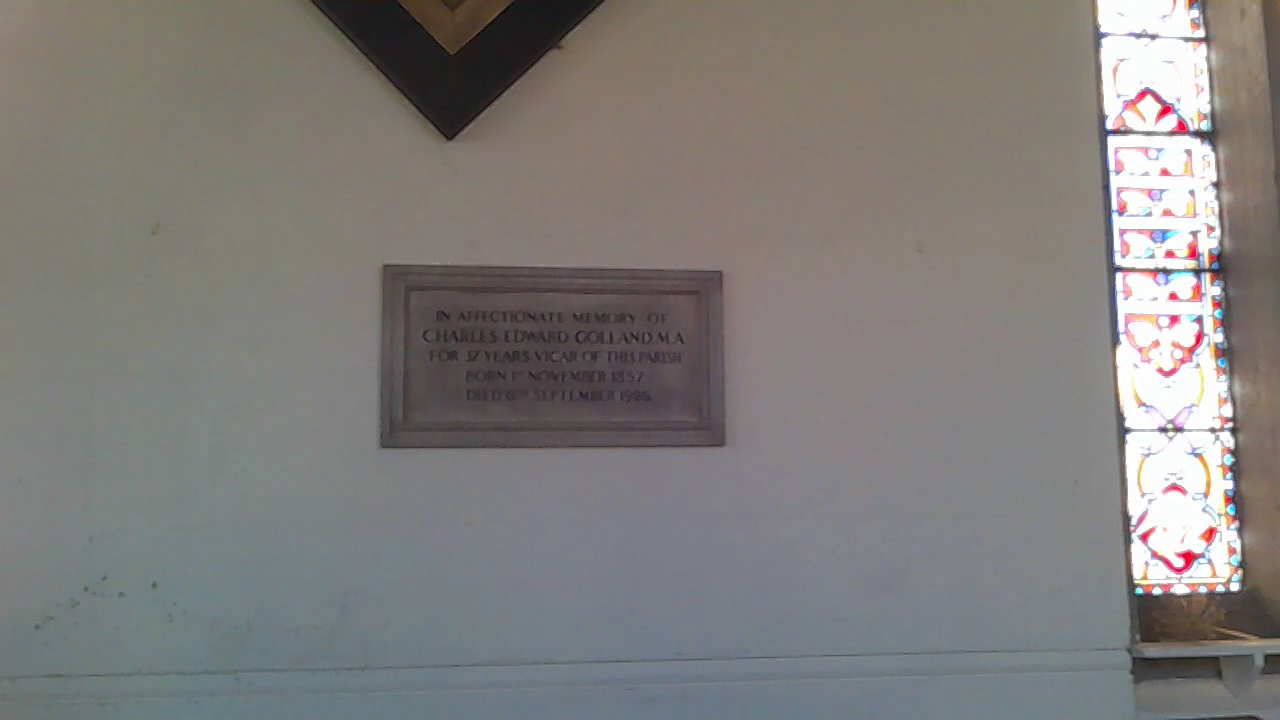 IN AFFECTIONATE MEMORY OF
CHARLES EDWARD GOLLAND, M.A.
FOR 37 YEARS VICAR OF THIS PARISH
BORN 1ST NOVEMBER 1857
DIED 6TH SEPTEMBER